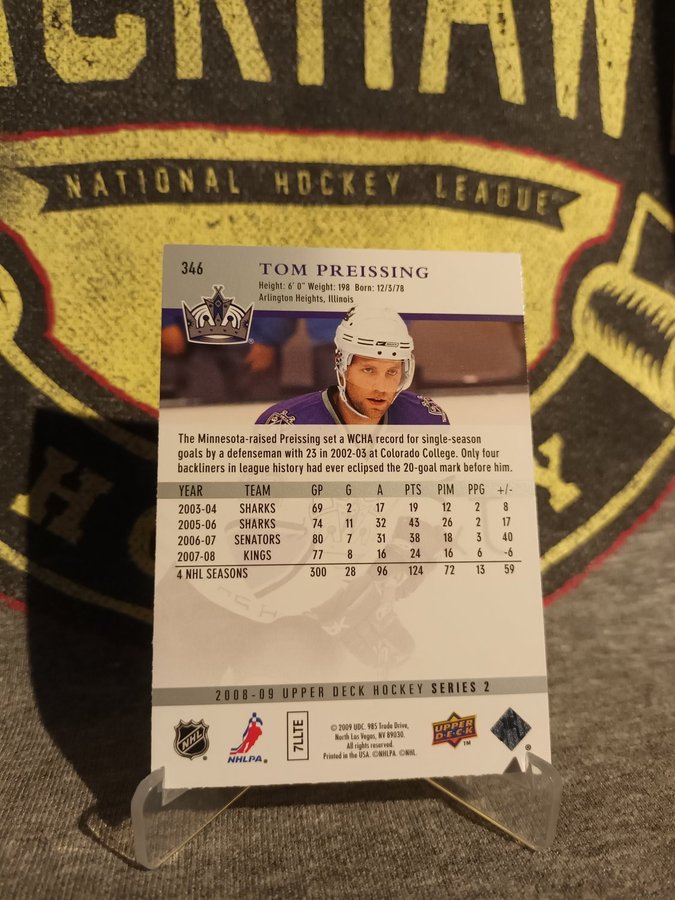 CKHAW
NATIONAL HOCKEY LEAGUE
346
TOM PREISSING
Height: 6' 0" Weight: 198 Born: 12/3/78
Arlington Heights, Illinois
The Minnesota-raised Preissing set a WCHA record for single-season
goals by a defenseman with 23 in 2002-03 at Colorado College. Only four
backliners in league history had ever eclipsed the 20-goal mark before him.
YEAR TEAM GP G A PTS PIM PPG +/-
2003-04 SHARKS 69 2 17 19 12 2 8
2005-06 SHARKS 74 11 32 43 26 2 17
2006-07 SENATORS 80 7 31 38 18 3 40
2007-08 KINGS 77 8 16 24 16 6 -6
4 NHL SEASONS 300 28 96 124 72 13 59
2008-09 UPPER DECK HOCKEY SERIES 2
NHL
NHLPA.
7LLTE
© 2009 UDC. 985 Trade Drive,
North Las Vegas, NV 89030.
All rights reserved.
Printed in the USA. ©NHLPA. ©NHL.
UPPER
DECK
TM
®